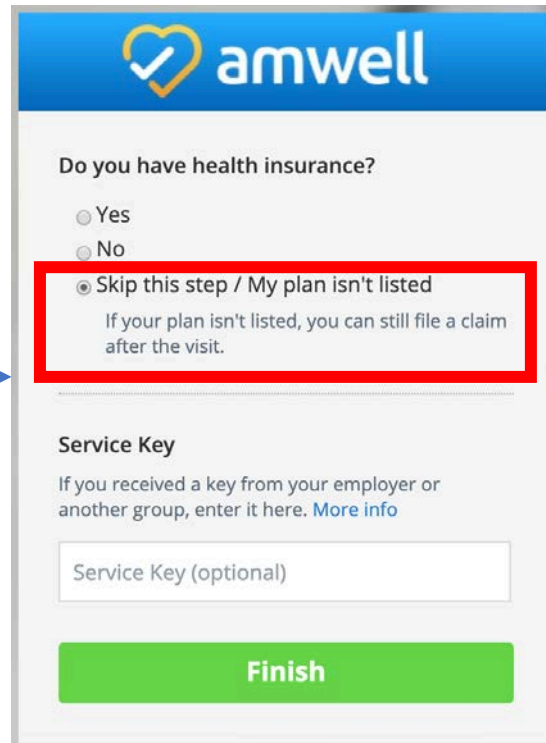 amwell
Do you have health insurance?
Yes
No
Skip this step / My plan isn't listed
If your plan isn't listed, you can still file a claim
after the visit.
Service Key
If you received a key from your employer or
another group, enter it here. More info
Service Key (optional)
Finish